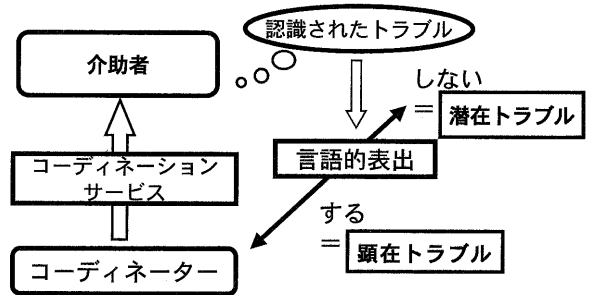 認識されたトラブル
介助者
しない
＝ 潜在トラブル
言語的表出
コーディネーション
サービス
する
＝ 顕在トラブル
コーディネーター